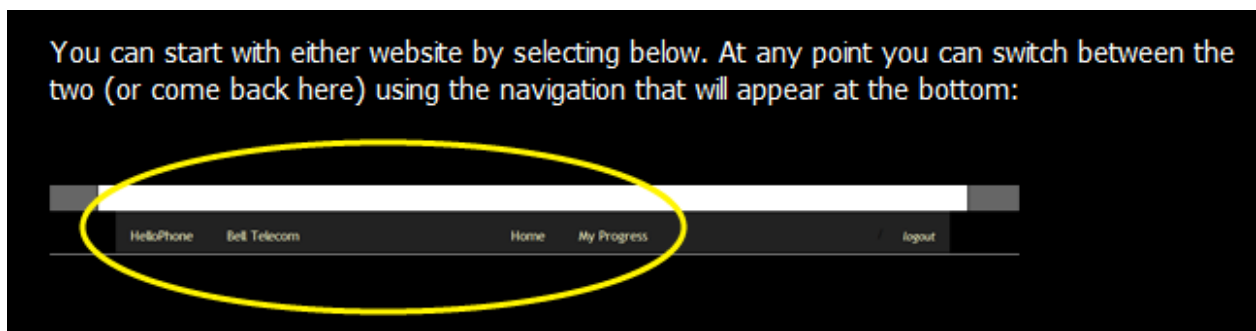 You can start with either website by selecting below. At any point you can switch between the
two (or come back here) using the navigation that will appear at the bottom:
HelloPhone Bell Telecom Home My Progress / logout